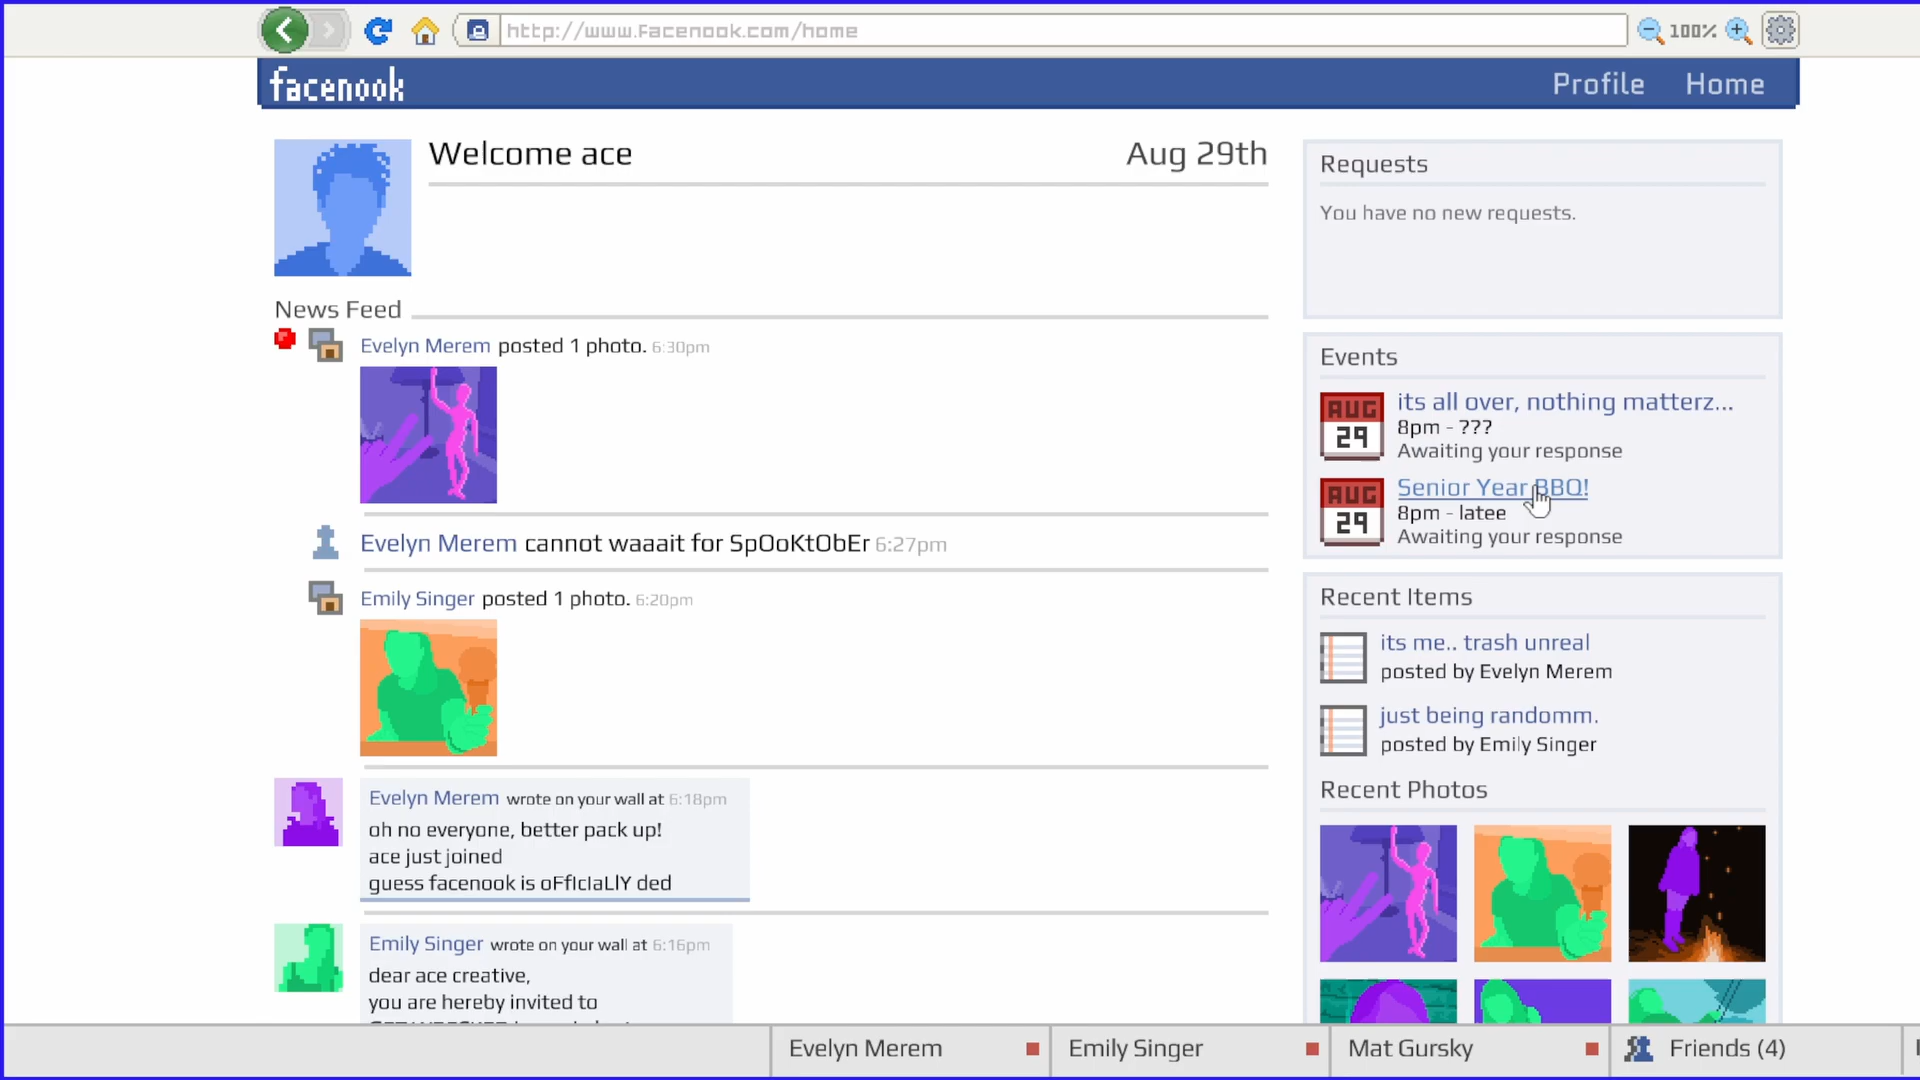 http://www.facenook.com/home
100%
facenook
Profile
Home
Welcome ace
Aug 29th
News Feed
Evelyn Merem posted 1 photo. 6:30pm
Evelyn Merem cannot waaait for SpOoKtObEr 6:27pm
Emily Singer posted 1 photo. 6:20pm
Evelyn Merem wrote on your wall at 6:18pm
oh no everyone, better pack up!
ace just joined
guess facenook is oFfIcIaLlY ded
Emily Singer wrote on your wall at 6:16pm
dear ace creative,
you are hereby invited to
Requests
You have no new requests.
Events
AUG
29
its all over, nothing matterz...
8pm - ???
Awaiting your response
AUG
29
Senior Year BBQ!
8pm - latee
Awaiting your response
Recent Items
its me.. trash unreal
posted by Evelyn Merem
just being randomm.
posted by Emily Singer
Recent Photos
Evelyn Merem
Emily Singer
Mat Gursky
Friends (4)